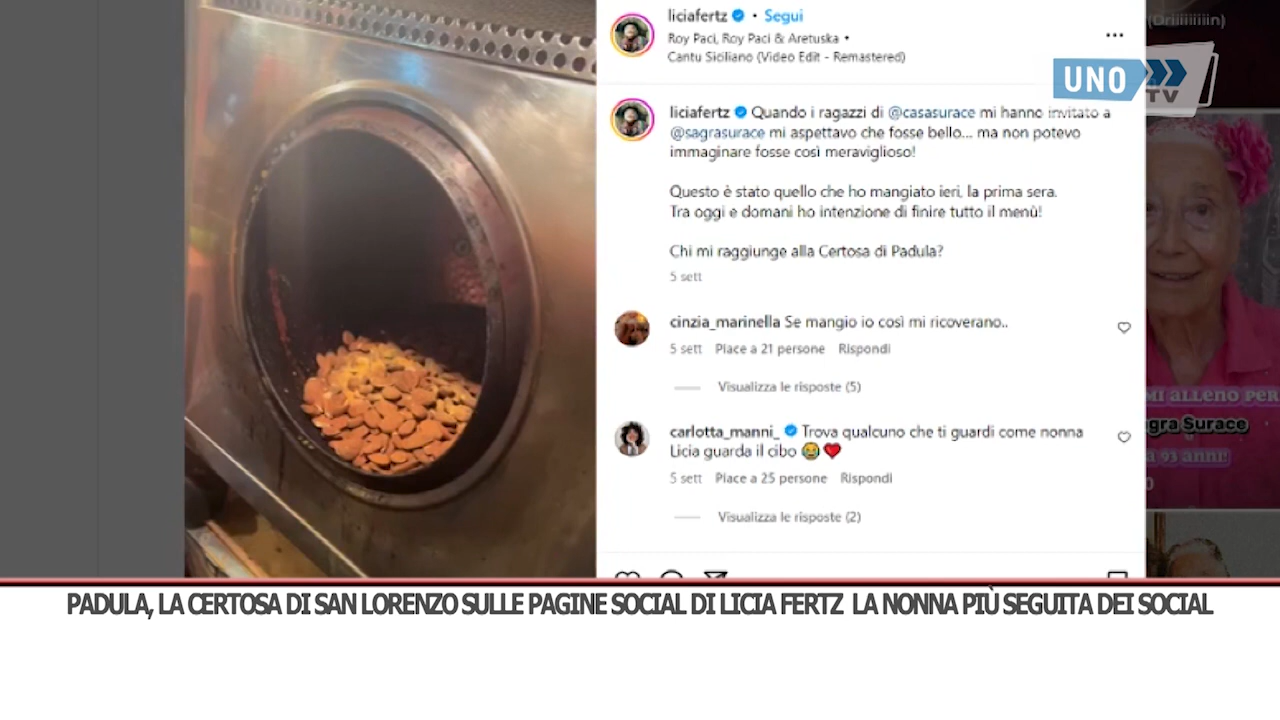 liciafertz • Segui
Roy Paci, Roy Paci & Aretuska •
Cantu Siciliano (Video Edit - Remastered)
(Driiiiiiiin)
UNO
TV
liciafertz Quando i ragazzi di @casasurace mi hanno invitato a
@sagrasurace mi aspettavo che fosse bello... ma non potevo
immaginare fosse così meraviglioso!
Questo è stato quello che ho mangiato ieri, la prima sera.
Tra oggi e domani ho intenzione di finire tutto il menù!
Chi mi raggiunge alla Certosa di Padula?
5 sett
cinzia_marinella Se mangio io così mi ricoverano..
5 sett Piace a 21 persone Rispondi
Visualizza le risposte (5)
carlotta_manni_ Trova qualcuno che ti guardi come nonna
Licia guarda il cibo 😂❤️
5 sett Piace a 25 persone Rispondi
Visualizza le risposte (2)
MI ALLENO PER
gra Surace
a 93 anni!
PADULA, LA CERTOSA DI SAN LORENZO SULLE PAGINE SOCIAL DI LICIA FERTZ LA NONNA PIÙ SEGUITA DEI SOCIAL